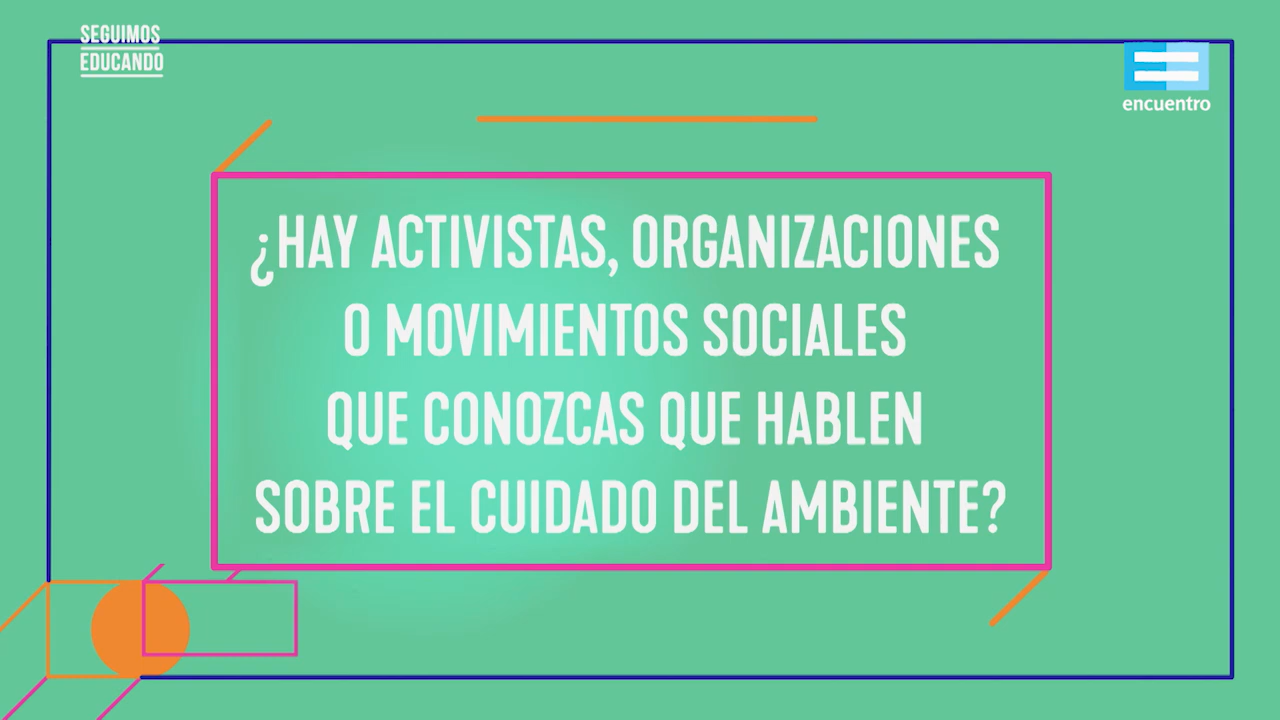 SEGUIMOS
EDUCANDO
encuentro
¿HAY ACTIVISTAS, ORGANIZACIONES
O MOVIMIENTOS SOCIALES
QUE CONOZCAS QUE HABLEN
SOBRE EL CUIDADO DEL AMBIENTE?